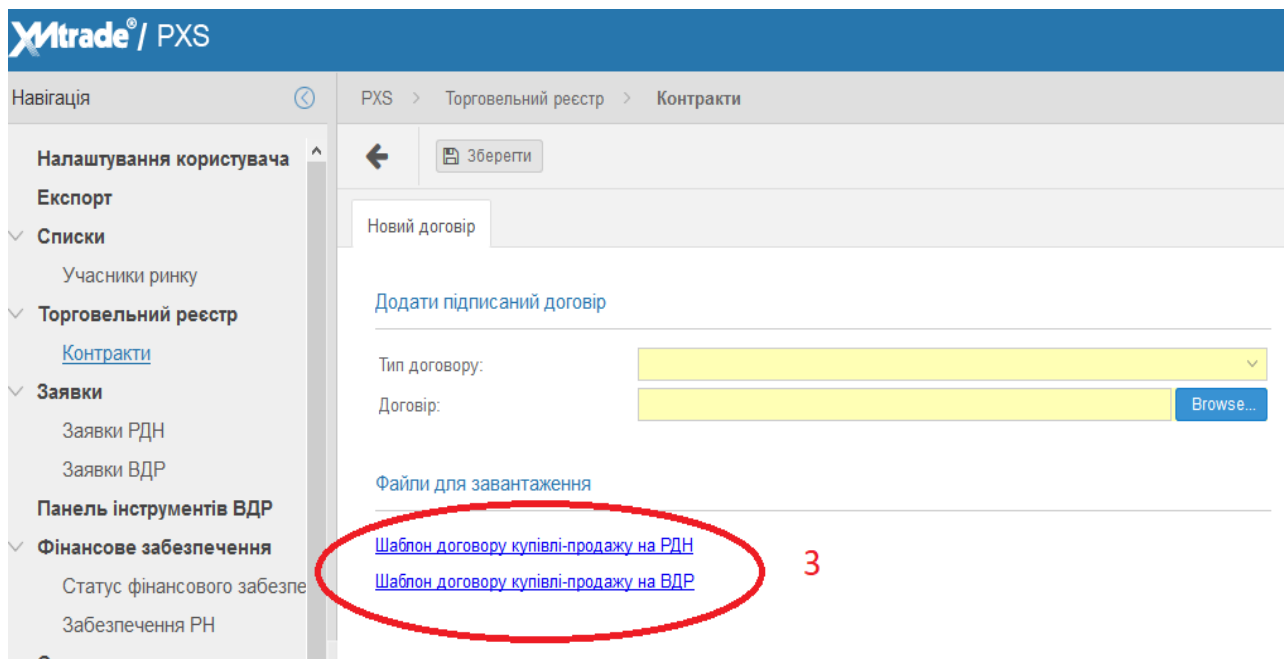 XMtrade®/ PXS
Навігація
PXS > Торговельний реєстр > Контракти
Налаштування користувача
Експорт
Списки
Учасники ринку
Торговельний реєстр
Контракти
Заявки
Заявки РДН
Заявки ВДР
Панель інструментів ВДР
Фінансове забезпечення
Статус фінансового забезпе
Забезпечення РН
Зберегти
Новий договір
Додати підписаний договір
Тип договору:
Договір:
Browse...
Файли для завантаження
Шаблон договору купівлі-продажу на РДН
Шаблон договору купівлі-продажу на ВДР
3